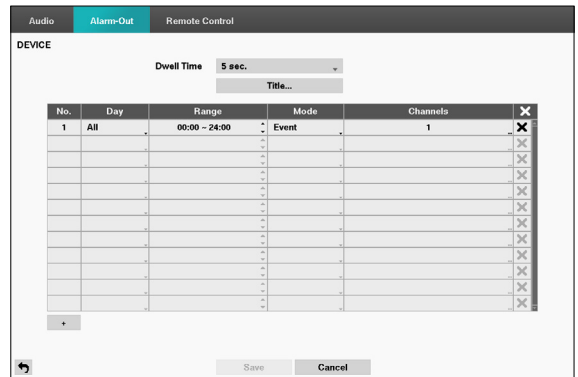 Audio Alarm-Out Remote Control
DEVICE
Dwell Time 5 sec.
Title...
No. Day Range Mode Channels
1 All 00:00 ~ 24:00 Event 1
+
Save Cancel